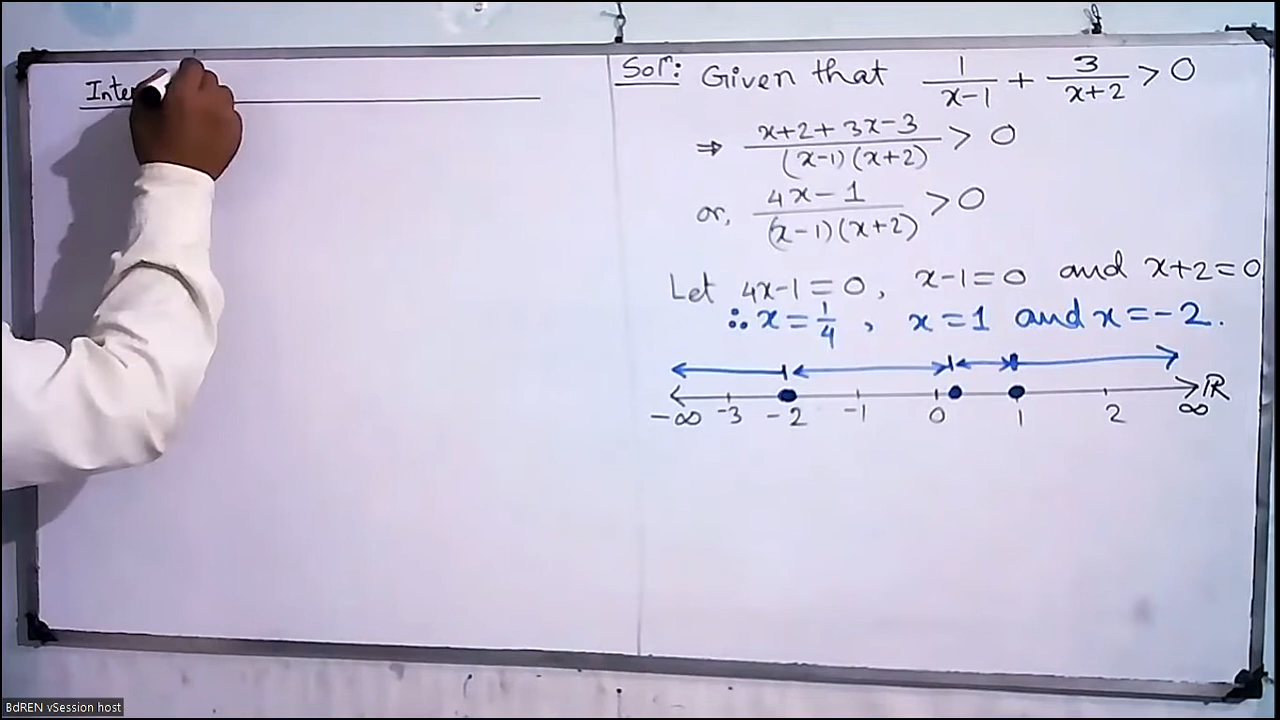 Inte
Solⁿ: Given that 1/(x-1) + 3/(x+2) > 0
⇒ (x+2+3x-3)/((x-1)(x+2)) > 0
or, (4x-1)/((x-1)(x+2)) > 0
Let 4x-1=0, x-1=0 and x+2=0
∴ x = 1/4, x=1 and x=-2.
-∞ -3 -2 -1 0 1 2 ∞ ℝ
BdREN vSession host